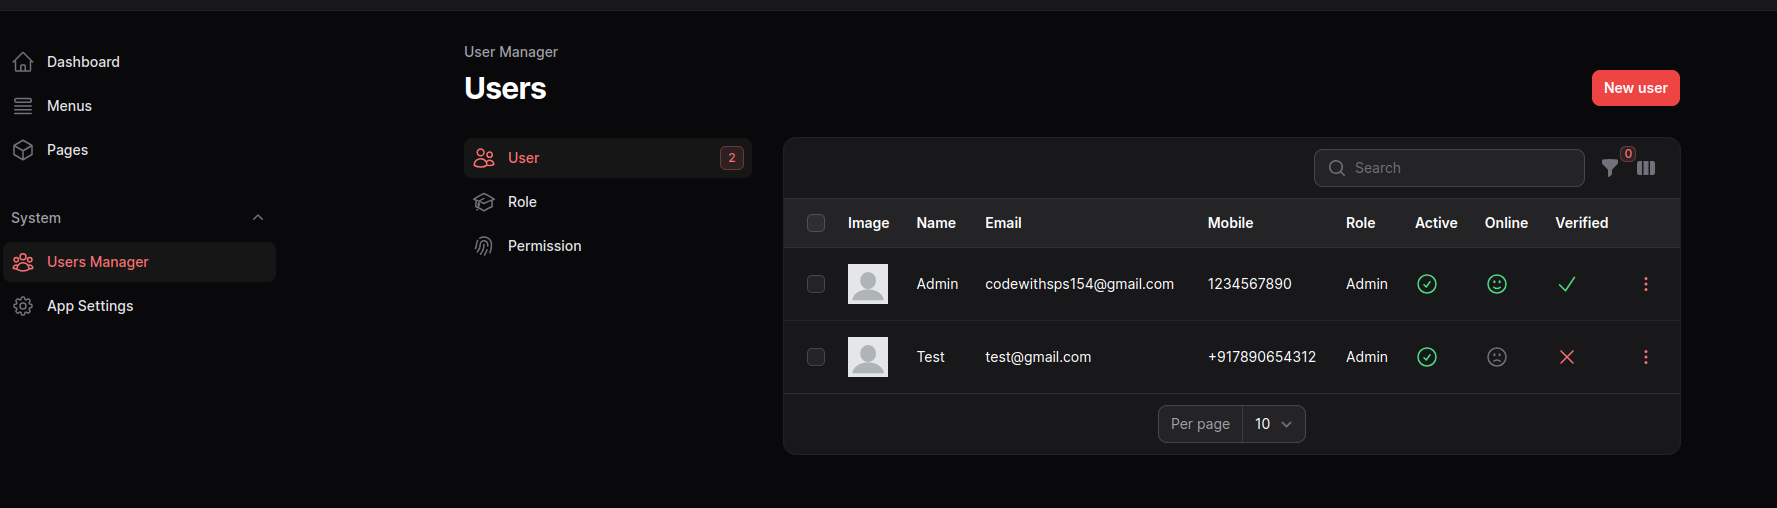 Dashboard
Menus
Pages
System
Users Manager
App Settings
User Manager
Users
New user
User 2
Role
Permission
Search 0
Image Name Email Mobile Role Active Online Verified
Admin codewithsps154@gmail.com 1234567890 Admin
Test test@gmail.com +917890654312 Admin
Per page 10